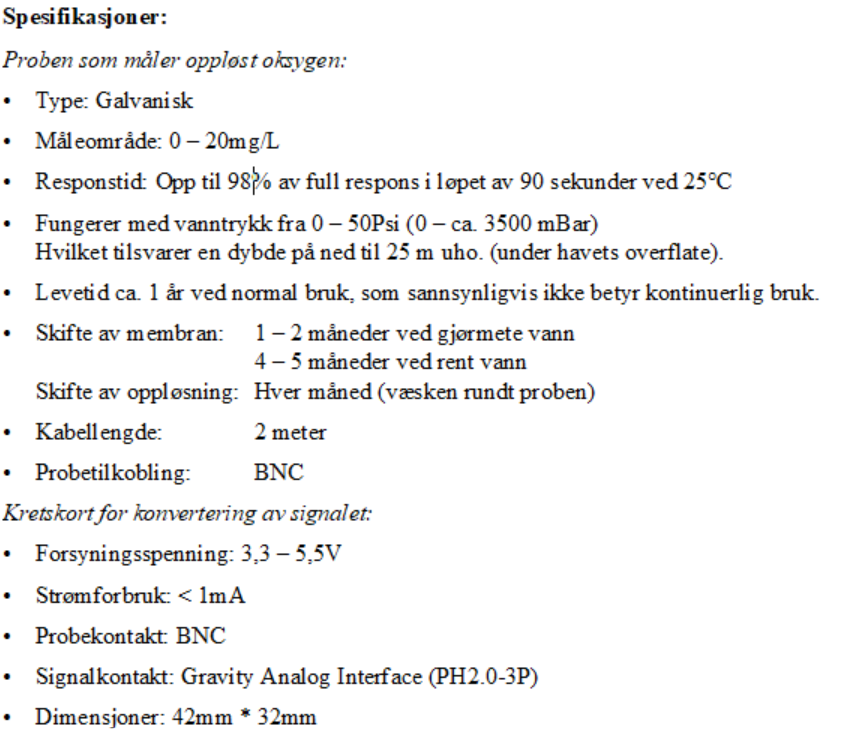 Spesifikasjoner:
Proben som måler oppløst oksygen:
• Type: Galvanisk
• Måleområde: 0 – 20mg/L
• Responstid: Opp til 98% av full respons i løpet av 90 sekunder ved 25°C
• Fungerer med vanntrykk fra 0 – 50Psi (0 – ca. 3500 mBar)
Hvilket tilsvarer en dybde på ned til 25 m uho. (under havets overflate).
• Levetid ca. 1 år ved normal bruk, som sannsynligvis ikke betyr kontinuerlig bruk.
• Skifte av membran: 1 – 2 måneder ved gjørmete vann
4 – 5 måneder ved rent vann
Skifte av oppløsning: Hver måned (væsken rundt proben)
• Kabellengde: 2 meter
• Probetilkobling: BNC
Kretskort for konvertering av signalet:
• Forsyningsspenning: 3,3 – 5,5V
• Strømforbruk: < 1mA
• Probekontakt: BNC
• Signalkontakt: Gravity Analog Interface (PH2.0-3P)
• Dimensjoner: 42mm * 32mm